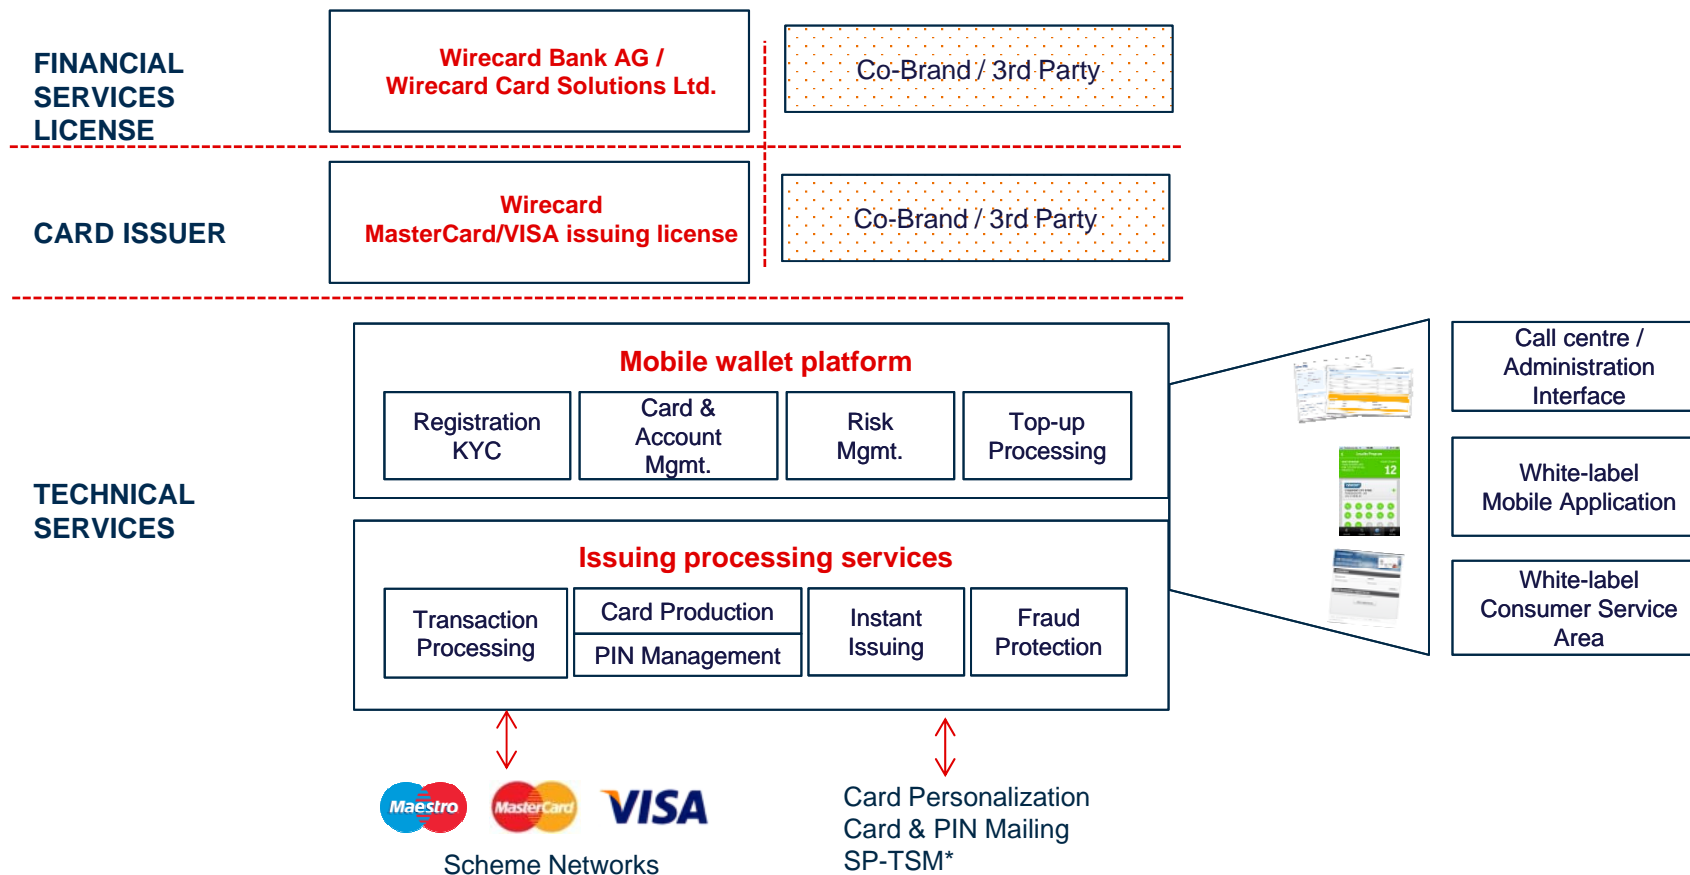 FINANCIAL
SERVICES
LICENSE
Wirecard Bank AG /
Wirecard Card Solutions Ltd.
Co-Brand / 3rd Party
CARD ISSUER
Wirecard
MasterCard/VISA issuing license
Co-Brand / 3rd Party
TECHNICAL
SERVICES
Mobile wallet platform
Registration
KYC
Card &
Account
Mgmt.
Risk
Mgmt.
Top-up
Processing
Issuing processing services
Transaction
Processing
Card Production
PIN Management
Instant
Issuing
Fraud
Protection
12
Call centre /
Administration
Interface
White-label
Mobile Application
White-label
Consumer Service
Area
Maestro
MasterCard
VISA
Scheme Networks
Card Personalization
Card & PIN Mailing
SP-TSM*